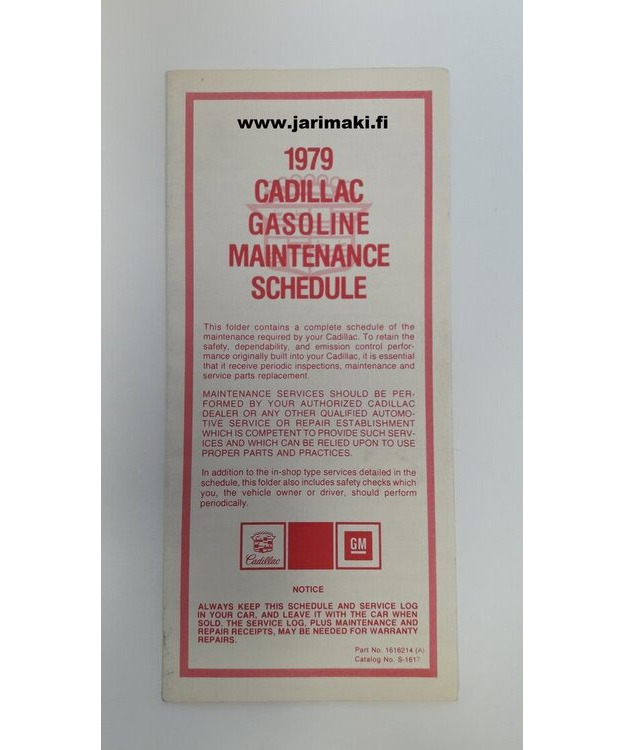 www.jarimaki.fi
1979
CADILLAC
GASOLINE
MAINTENANCE
SCHEDULE
This folder contains a complete schedule of the
maintenance required by your Cadillac. To retain the
safety, dependability, and emission control perfor-
mance originally built into your Cadillac, it is essential
that it receive periodic inspections, maintenance and
service parts replacement.
MAINTENANCE SERVICES SHOULD BE PER-
FORMED BY YOUR AUTHORIZED CADILLAC
DEALER OR ANY OTHER QUALIFIED AUTOMO-
TIVE SERVICE OR REPAIR ESTABLISHMENT
WHICH IS COMPETENT TO PROVIDE SUCH SERV-
ICES AND WHICH CAN BE RELIED UPON TO USE
PROPER PARTS AND PRACTICES.
In addition to the in-shop type services detailed in the
schedule, this folder also includes safety checks which
you, the vehicle owner or driver, should perform
periodically.
Cadillac GM
NOTICE
ALWAYS KEEP THIS SCHEDULE AND SERVICE LOG
IN YOUR CAR, AND LEAVE IT WITH THE CAR WHEN
SOLD. THE SERVICE LOG, PLUS MAINTENANCE AND
REPAIR RECEIPTS, MAY BE NEEDED FOR WARRANTY
REPAIRS.
Part No. 1616214 (A)
Catalog No. S-1617